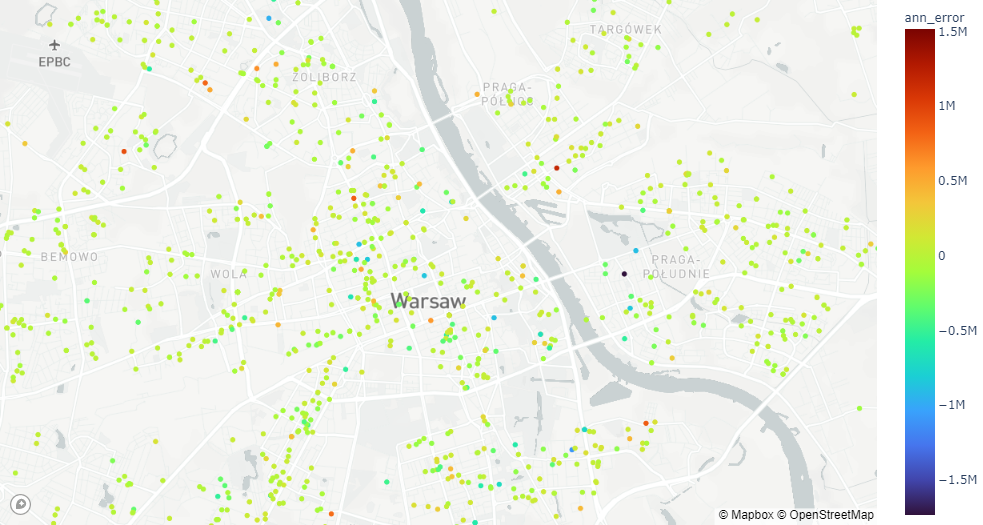 EPBC
ŻOLIBORZ
TARGÓWEK
PRAGA-
PÓŁNOC
BEMOWO
WOLA
Warsaw
PRAGA-
POŁUDNIE
ann_error
1.5M
1M
0.5M
0
−0.5M
−1M
−1.5M
© Mapbox © OpenStreetMap